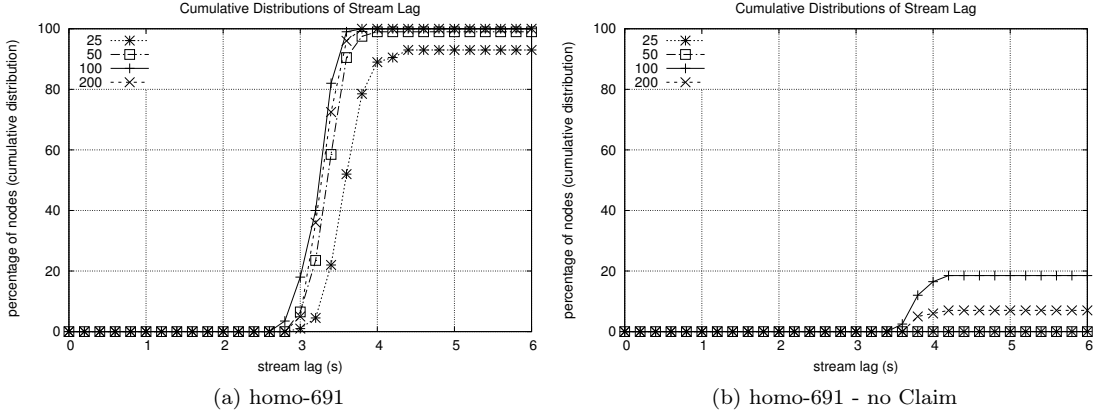 Cumulative Distributions of Stream Lag
percentage of nodes (cumulative distribution)
100
80
60
40
20
0
25
50
100
200
0 1 2 3 4 5 6
stream lag (s)
(a) homo-691
Cumulative Distributions of Stream Lag
percentage of nodes (cumulative distribution)
100
80
60
40
20
0
25
50
100
200
0 1 2 3 4 5 6
stream lag (s)
(b) homo-691 - no Claim